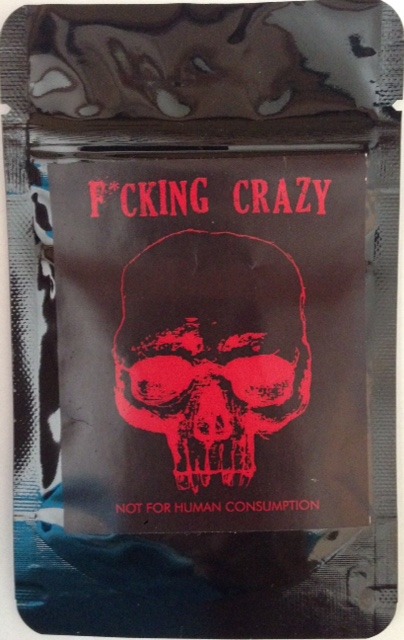 F*CKING CRAZY
NOT FOR HUMAN CONSUMPTION